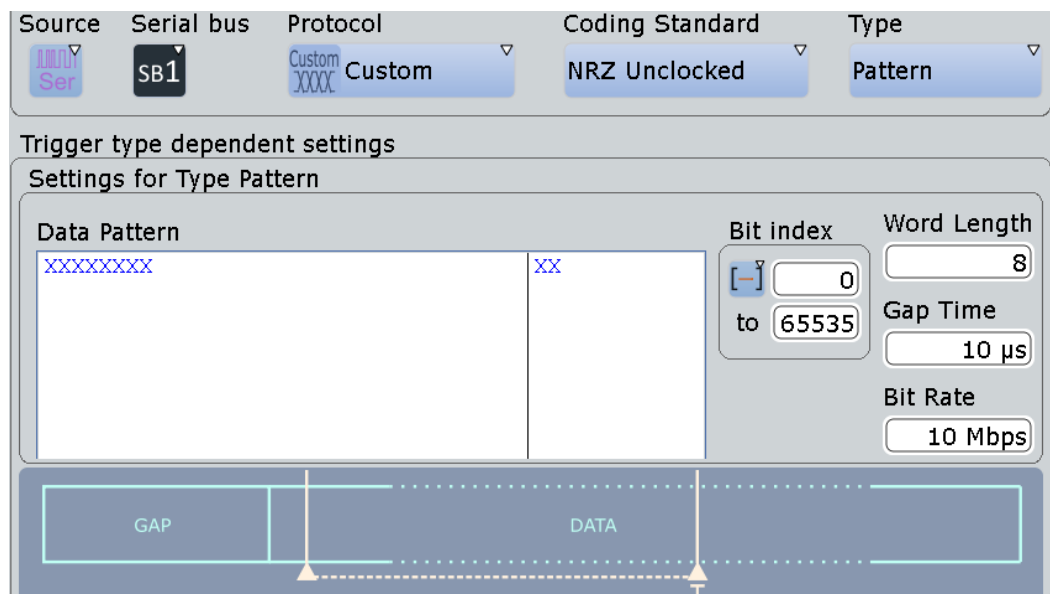 Source Serial bus Protocol Coding Standard Type
Ser SB1 Custom XXXX Custom NRZ Unclocked Pattern
Trigger type dependent settings
Settings for Type Pattern
Data Pattern Bit index Word Length
XXXXXXXX XX [–] 0 8
to 65535 Gap Time
10 µs
Bit Rate
10 Mbps
GAP DATA
T